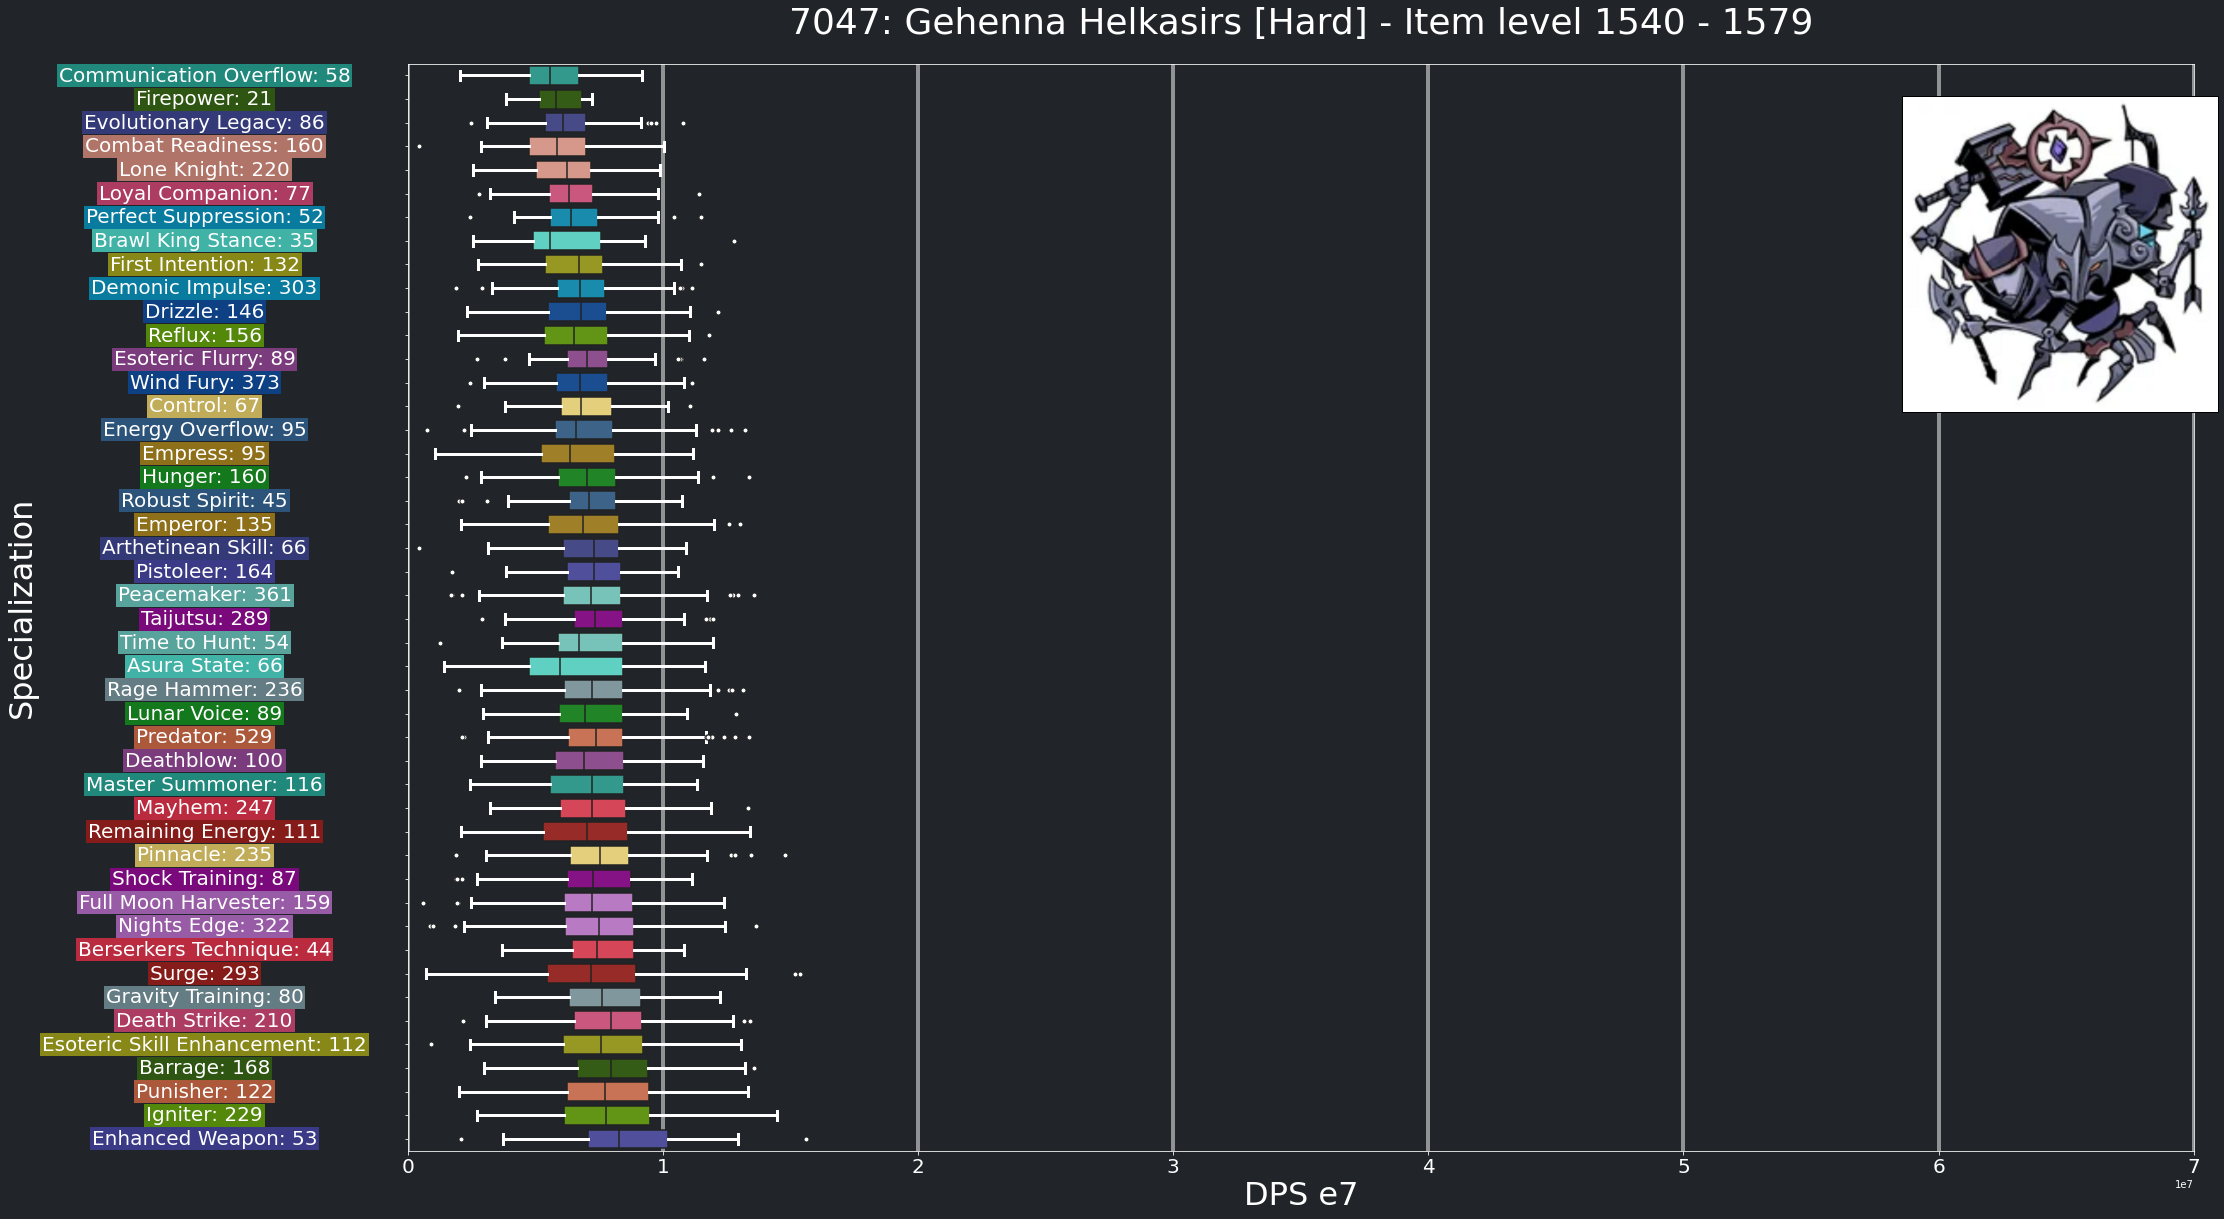 7047: Gehenna Helkasirs [Hard] - Item level 1540 - 1579
Specialization
Communication Overflow: 58
Firepower: 21
Evolutionary Legacy: 86
Combat Readiness: 160
Lone Knight: 220
Loyal Companion: 77
Perfect Suppression: 52
Brawl King Stance: 35
First Intention: 132
Demonic Impulse: 303
Drizzle: 146
Reflux: 156
Esoteric Flurry: 89
Wind Fury: 373
Control: 67
Energy Overflow: 95
Empress: 95
Hunger: 160
Robust Spirit: 45
Emperor: 135
Arthetinean Skill: 66
Pistoleer: 164
Peacemaker: 361
Taijutsu: 289
Time to Hunt: 54
Asura State: 66
Rage Hammer: 236
Lunar Voice: 89
Predator: 529
Deathblow: 100
Master Summoner: 116
Mayhem: 247
Remaining Energy: 111
Pinnacle: 235
Shock Training: 87
Full Moon Harvester: 159
Nights Edge: 322
Berserkers Technique: 44
Surge: 293
Gravity Training: 80
Death Strike: 210
Esoteric Skill Enhancement: 112
Barrage: 168
Punisher: 122
Igniter: 229
Enhanced Weapon: 53
0 1 2 3 4 5 6 7
1e7
DPS e7